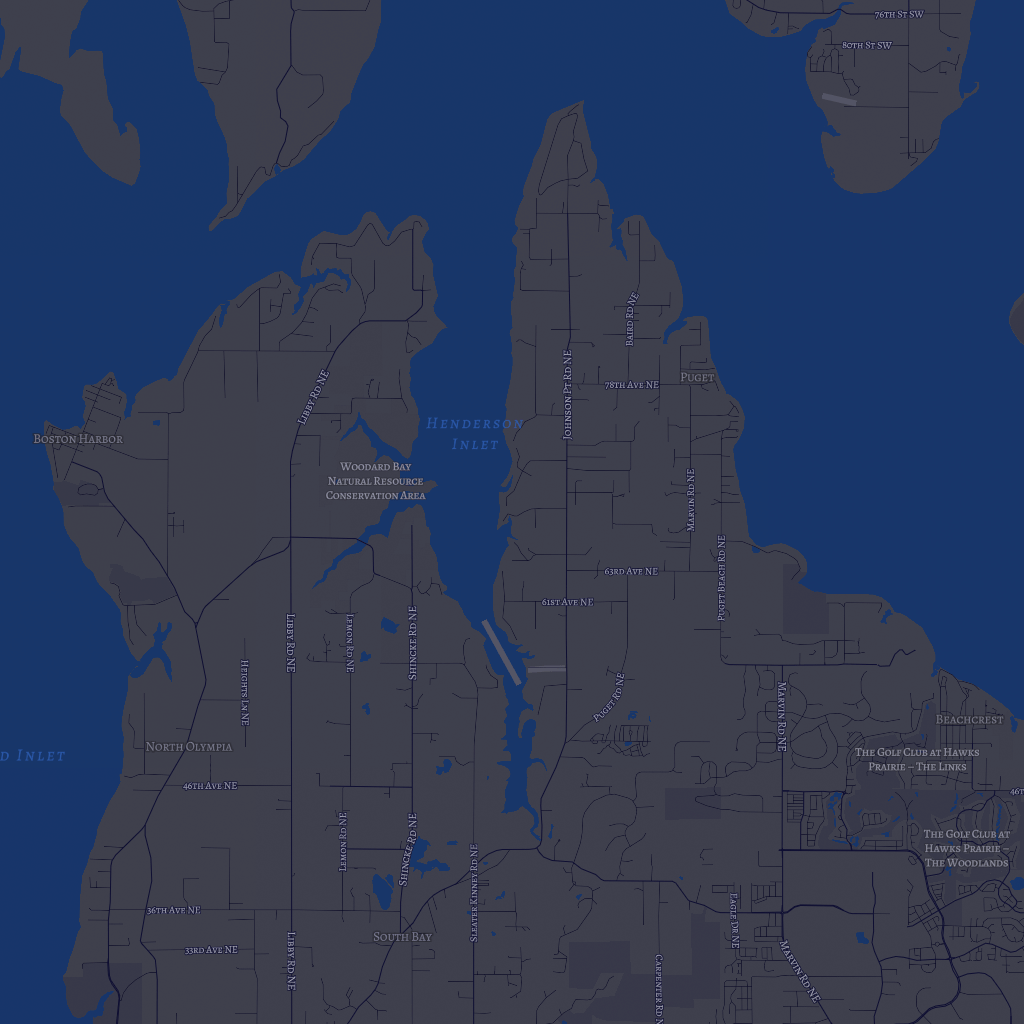 76th St SW
80th St SW
Baird Rd NE
Johnson Pt Rd NE
Libby Rd NE
78th Ave NE
Puget
Henderson
Inlet
Boston Harbor
Woodard Bay
Natural Resource
Conservation Area
Marvin Rd NE
Puget Beach Rd NE
63rd Ave NE
61st Ave NE
Libby Rd NE
Lemon Rd NE
Shincke Rd NE
Heights Ln NE
Puget Rd NE
Marvin Rd NE
Beachcrest
North Olympia
d Inlet
The Golf Club at Hawks
Prairie – The Links
46th Ave NE
46t
Lemon Rd NE
Shincke Rd NE
Sleater Kinney Rd NE
The Golf Club at
Hawks Prairie –
The Woodlands
36th Ave NE
Eagle Dr NE
South Bay
33rd Ave NE
Libby Rd NE
Carpenter Rd N
Marvin Rd NE